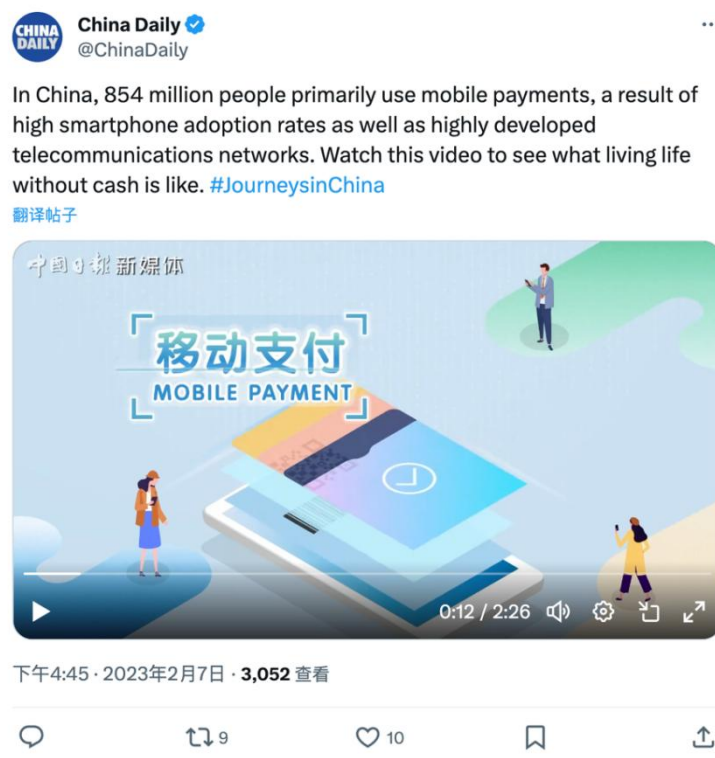 CHINA
DAILY
China Daily
@ChinaDaily
In China, 854 million people primarily use mobile payments, a result of
high smartphone adoption rates as well as highly developed
telecommunications networks. Watch this video to see what living life
without cash is like. #JourneysinChina
翻译帖子
中国日报新媒体
移动支付
MOBILE PAYMENT
0:12 / 2:26
下午4:45 · 2023年2月7日 · 3,052 查看
9
10